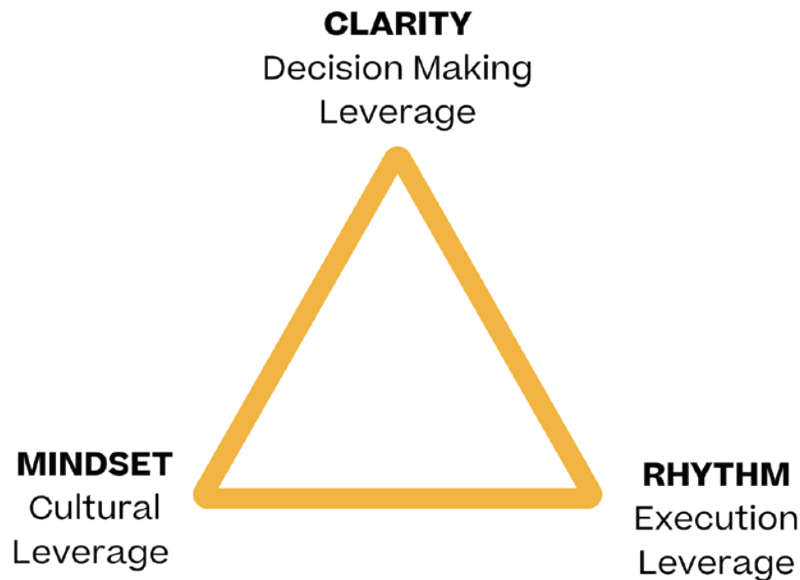 CLARITY
Decision Making
Leverage
MINDSET
Cultural
Leverage
RHYTHM
Execution
Leverage